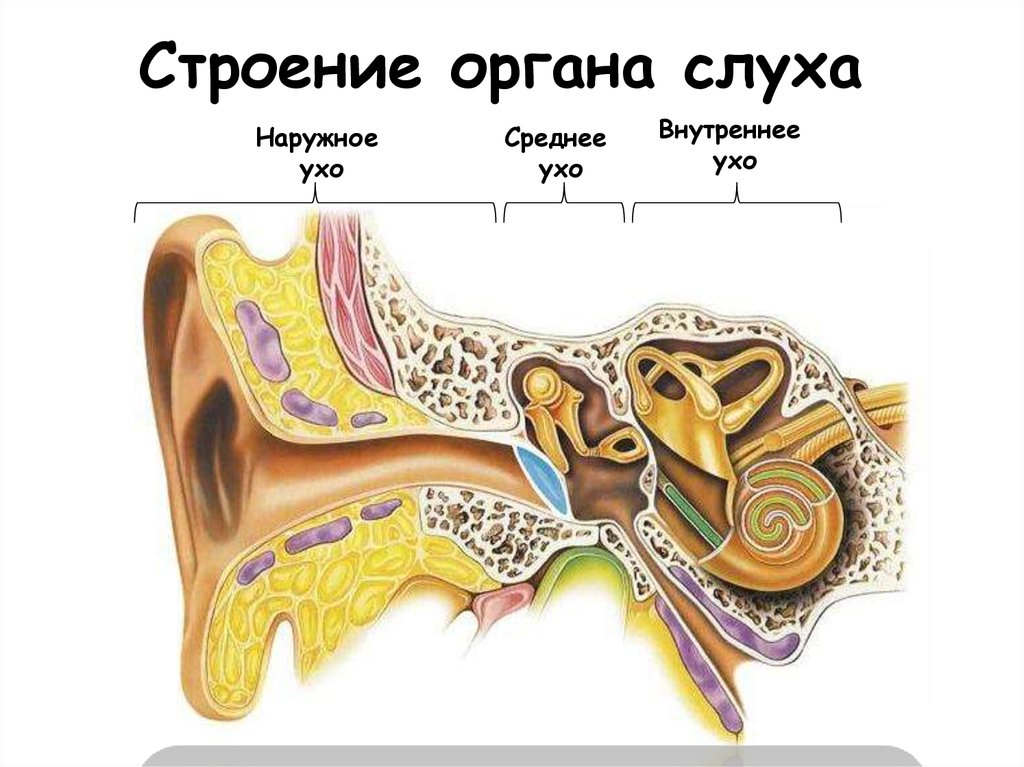 Строение органа слуха
Наружное
ухо
Среднее
ухо
Внутреннее
ухо